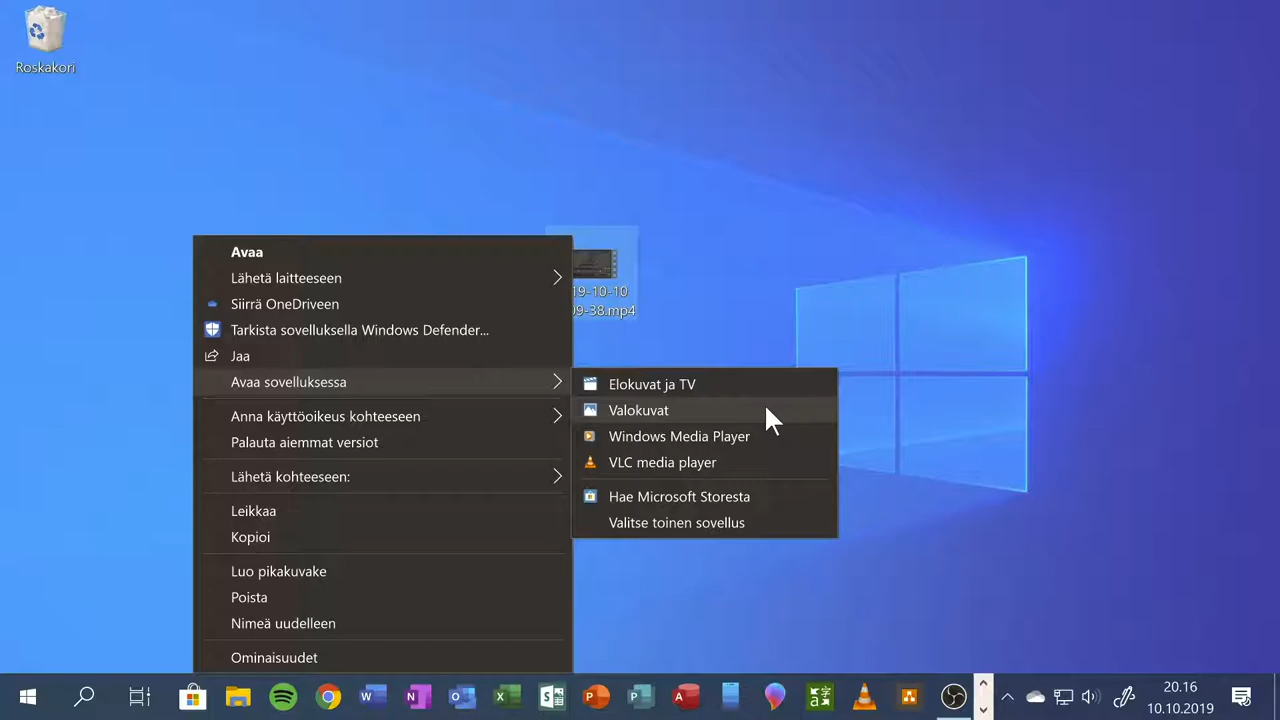 Roskakori
19-10-10
09-38.mp4
Avaa
Lähetä laitteeseen
Siirrä OneDriveen
Tarkista sovelluksella Windows Defender...
Jaa
Avaa sovelluksessa
Anna käyttöoikeus kohteeseen
Palauta aiemmat versiot
Lähetä kohteeseen:
Leikkaa
Kopioi
Luo pikakuvake
Poista
Nimeä uudelleen
Ominaisuudet
Elokuvat ja TV
Valokuvat
Windows Media Player
VLC media player
Hae Microsoft Storesta
Valitse toinen sovellus
20.16
10.10.2019